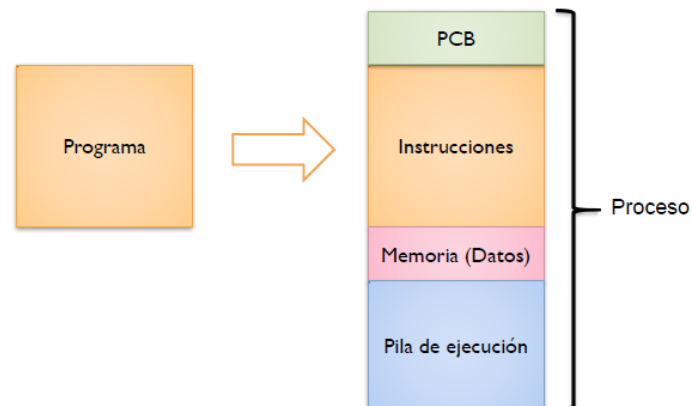 PCB
Programa
Instrucciones
Proceso
Memoria (Datos)
Pila de ejecución